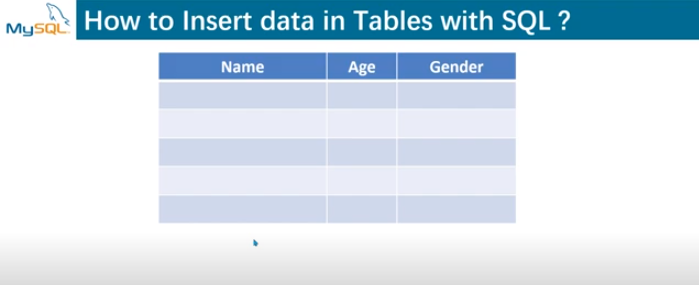 MySQL
How to Insert data in Tables with SQL ?
Name Age Gender